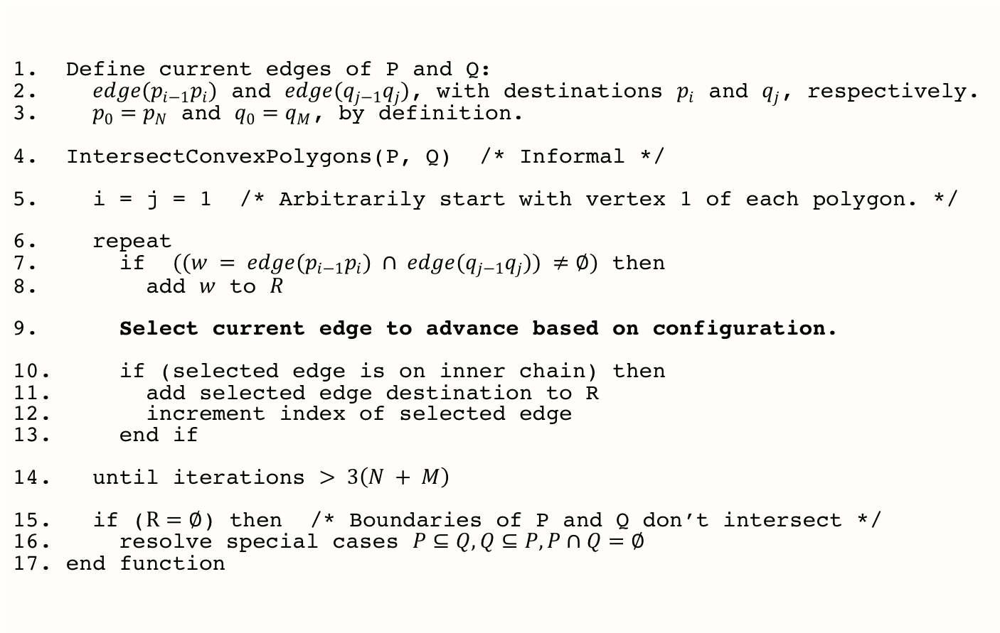 1. Define current edges of P and Q:
2. edge(pᵢ₋₁pᵢ) and edge(qⱼ₋₁qⱼ), with destinations pᵢ and qⱼ, respectively.
3. p₀ = p_N and q₀ = q_M, by definition.
4. IntersectConvexPolygons(P, Q) /* Informal */
5. i = j = 1 /* Arbitrarily start with vertex 1 of each polygon. */
6. repeat
7. if ((w = edge(pᵢ₋₁pᵢ) ∩ edge(qⱼ₋₁qⱼ)) ≠ ∅) then
8. add w to R
9. Select current edge to advance based on configuration.
10. if (selected edge is on inner chain) then
11. add selected edge destination to R
12. increment index of selected edge
13. end if
14. until iterations > 3(N + M)
15. if (R = ∅) then /* Boundaries of P and Q don't intersect */
16. resolve special cases P ⊆ Q, Q ⊆ P, P ∩ Q = ∅
17. end function